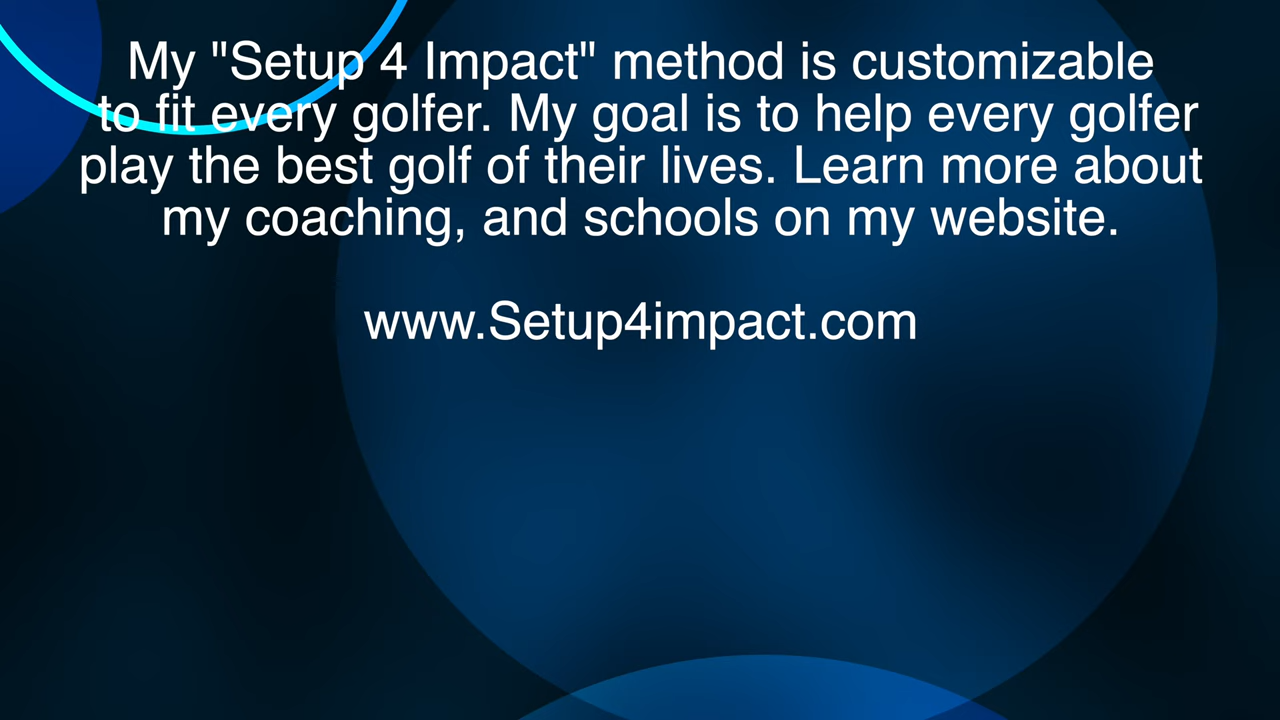 My "Setup 4 Impact" method is customizable
to fit every golfer. My goal is to help every golfer
play the best golf of their lives. Learn more about
my coaching, and schools on my website.
www.Setup4impact.com